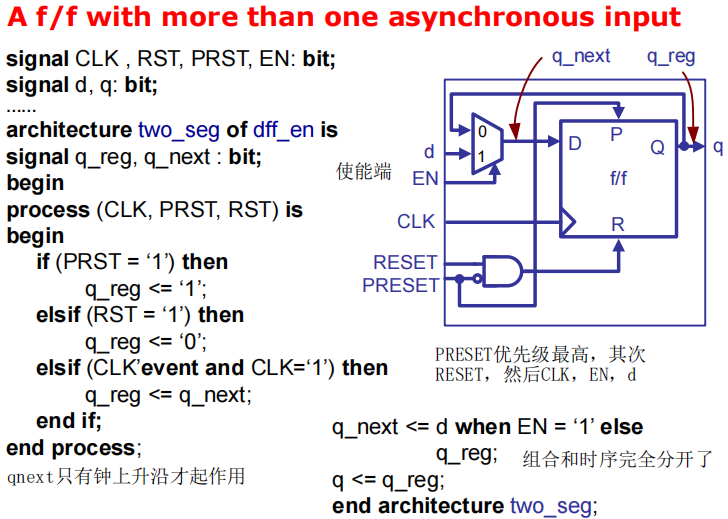 A f/f with more than one asynchronous input
signal CLK , RST, PRST, EN: bit;
signal d, q: bit;
......
architecture two_seg of dff_en is
signal q_reg, q_next : bit;
begin
process (CLK, PRST, RST) is
begin
if (PRST = ‘1’) then
q_reg <= ‘1’;
elsif (RST = ‘1’) then
q_reg <= ‘0’;
elsif (CLK’event and CLK=‘1’) then
q_reg <= q_next;
end if;
end process;
qnext只有钟上升沿才起作用
q_next
q_reg
0
1
d
使能端
EN
D
P
Q
q
f/f
CLK
R
RESET
PRESET
PRESET优先级最高，其次
RESET，然后CLK，EN，d
q_next <= d when EN = ‘1’ else
q_reg;
组合和时序完全分开了
q <= q_reg;
end architecture two_seg;